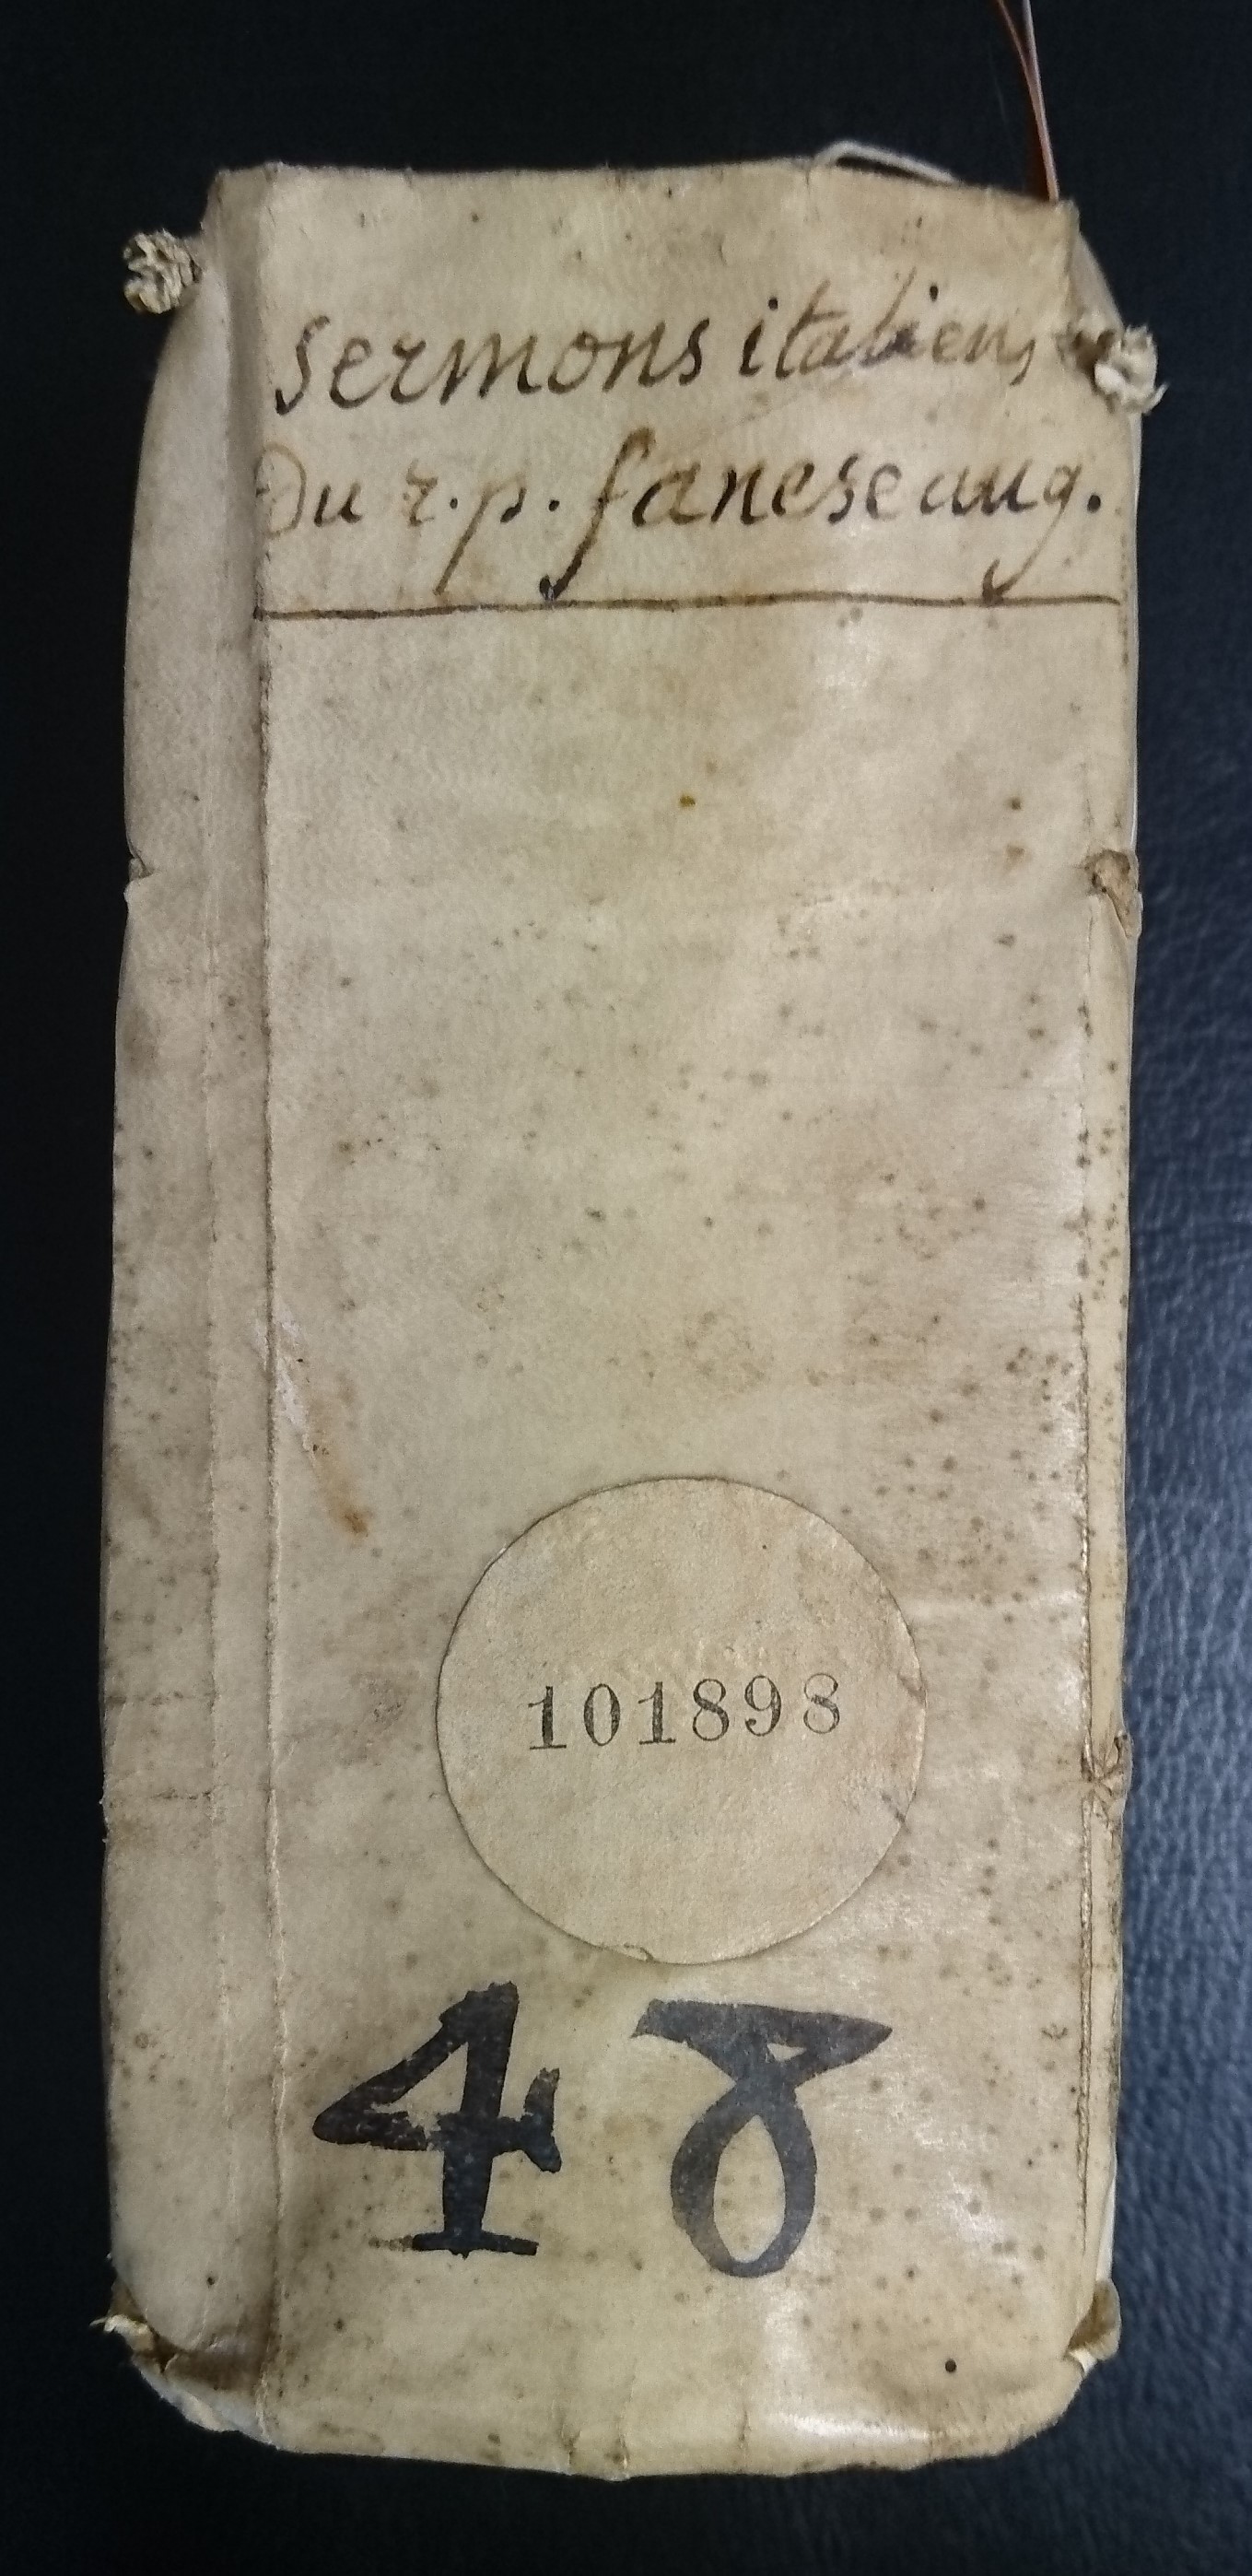 sermons italiens
Du r.p. fanese aug.
101898
48